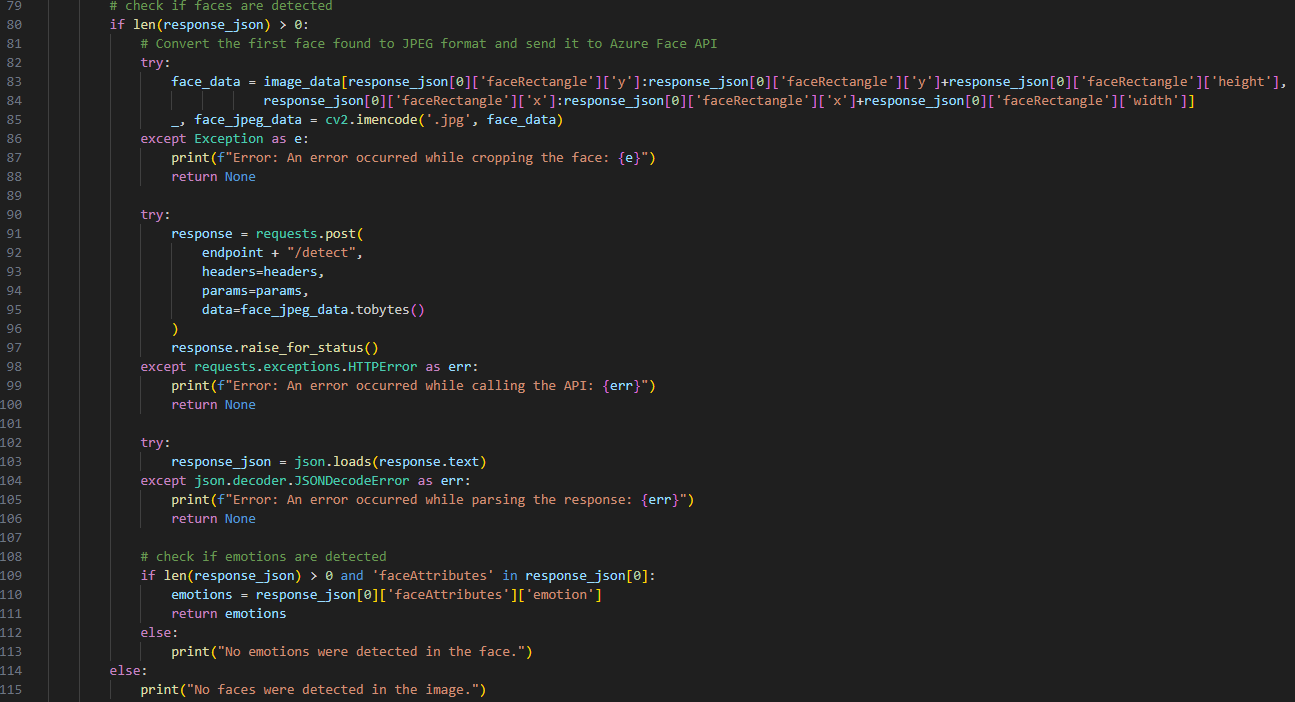 79 # check if faces are detected
80 if len(response_json) > 0:
81 # Convert the first face found to JPEG format and send it to Azure Face API
82 try:
83 face_data = image_data[response_json[0]['faceRectangle']['y']:response_json[0]['faceRectangle']['y']+response_json[0]['faceRectangle']['height'],
84 response_json[0]['faceRectangle']['x']:response_json[0]['faceRectangle']['x']+response_json[0]['faceRectangle']['width']]
85 _, face_jpeg_data = cv2.imencode('.jpg', face_data)
86 except Exception as e:
87 print(f"Error: An error occurred while cropping the face: {e}")
88 return None
89
90 try:
91 response = requests.post(
92 endpoint + "/detect",
93 headers=headers,
94 params=params,
95 data=face_jpeg_data.tobytes()
96 )
97 response.raise_for_status()
98 except requests.exceptions.HTTPError as err:
99 print(f"Error: An error occurred while calling the API: {err}")
100 return None
101
102 try:
103 response_json = json.loads(response.text)
104 except json.decoder.JSONDecodeError as err:
105 print(f"Error: An error occurred while parsing the response: {err}")
106 return None
107
108 # check if emotions are detected
109 if len(response_json) > 0 and 'faceAttributes' in response_json[0]:
110 emotions = response_json[0]['faceAttributes']['emotion']
111 return emotions
112 else:
113 print("No emotions were detected in the face.")
114 else:
115 print("No faces were detected in the image.")